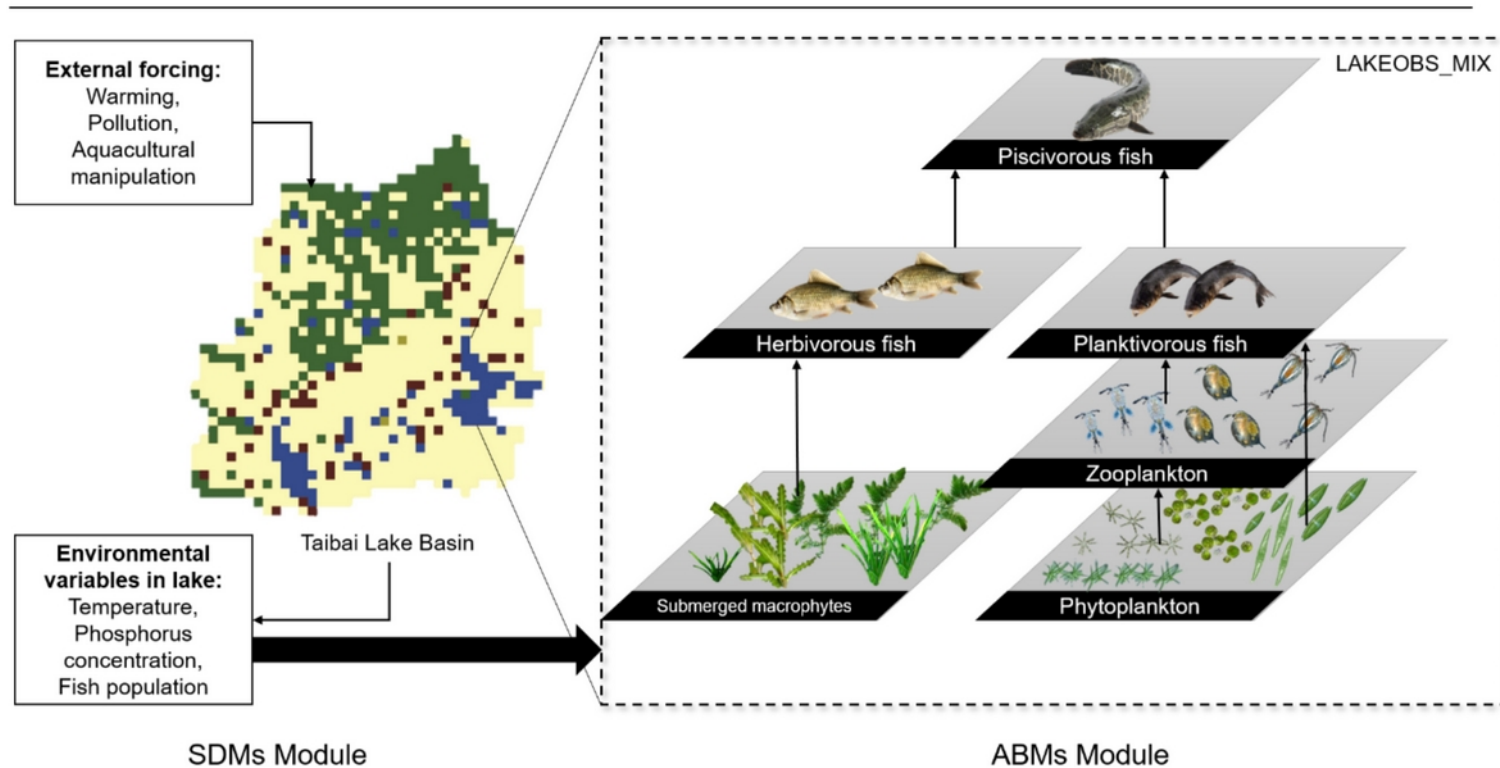 External forcing:
Warming,
Pollution,
Aquacultural
manipulation
Taibai Lake Basin
Environmental
variables in lake:
Temperature,
Phosphorus
concentration,
Fish population
SDMs Module
LAKEOBS_MIX
Piscivorous fish
Herbivorous fish
Planktivorous fish
Zooplankton
Submerged macrophytes
Phytoplankton
ABMs Module